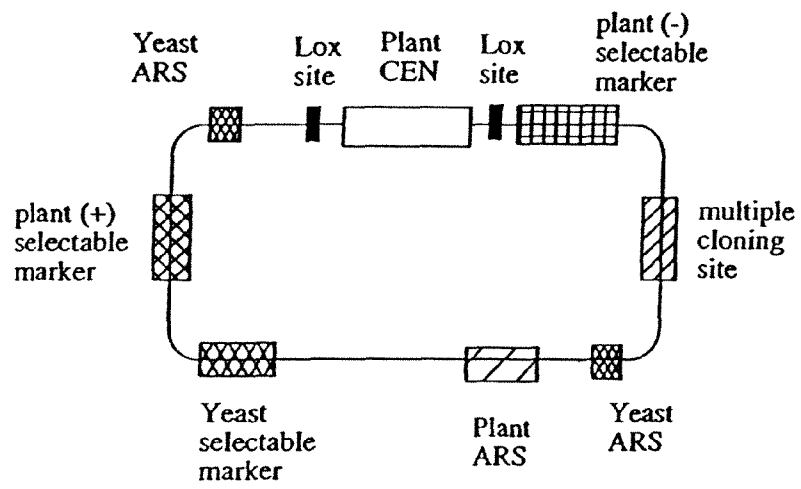 Yeast
ARS
Lox
site
Plant
CEN
Lox
site
plant (-)
selectable
marker
plant (+)
selectable
marker
multiple
cloning
site
Yeast
selectable
marker
Plant
ARS
Yeast
ARS